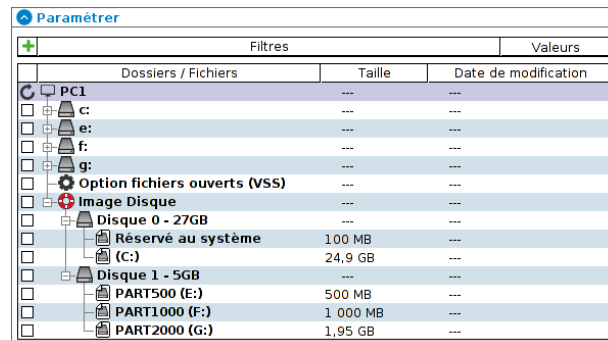 Paramétrer
Filtres Valeurs
Dossiers / Fichiers Taille Date de modification
PC1 --- ---
c: --- ---
e: --- ---
f: --- ---
g: --- ---
Option fichiers ouverts (VSS) --- ---
Image Disque --- ---
Disque 0 - 27GB --- ---
Réservé au système 100 MB ---
(C:) 24,9 GB ---
Disque 1 - 5GB --- ---
PART500 (E:) 500 MB ---
PART1000 (F:) 1 000 MB ---
PART2000 (G:) 1,95 GB ---